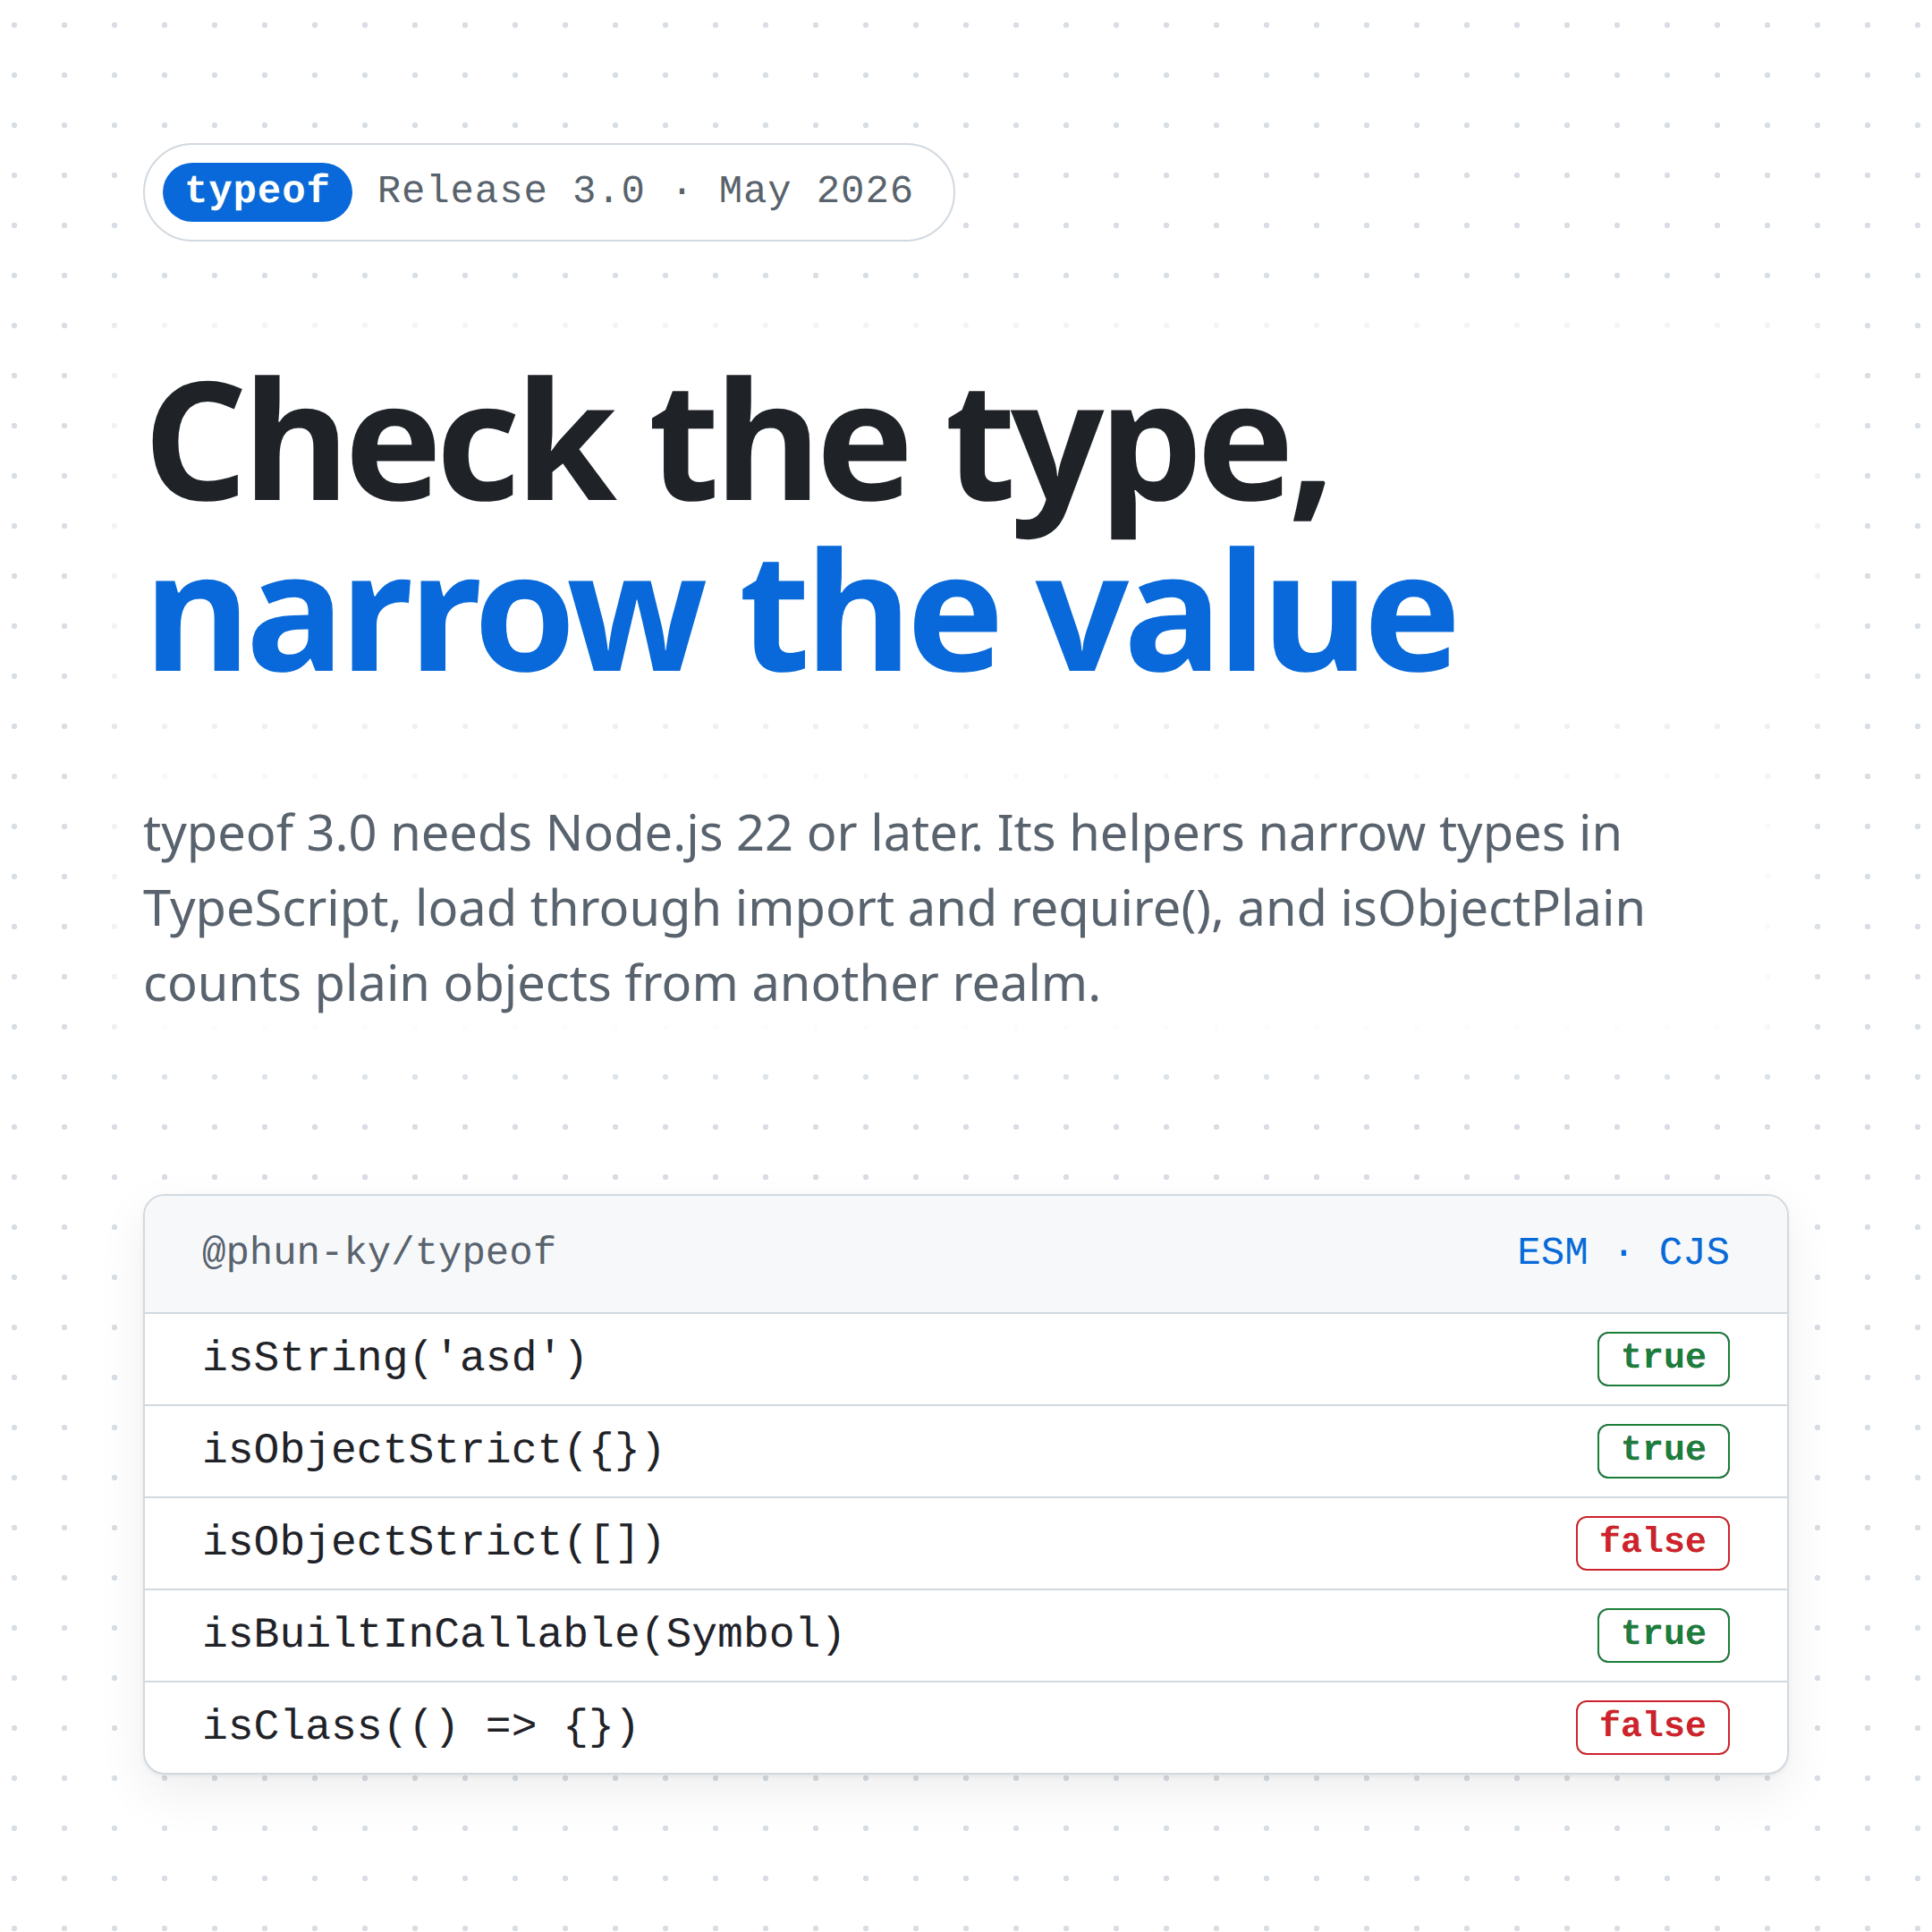 typeof Release 3.0 · May 2026
Check the type,
narrow the value
typeof 3.0 needs Node.js 22 or later. Its helpers narrow types in
TypeScript, load through import and require(), and isObjectPlain
counts plain objects from another realm.
@phun-ky/typeof ESM · CJS
isString('asd') true
isObjectStrict({}) true
isObjectStrict([]) false
isBuiltInCallable(Symbol) true
isClass(() => {}) false